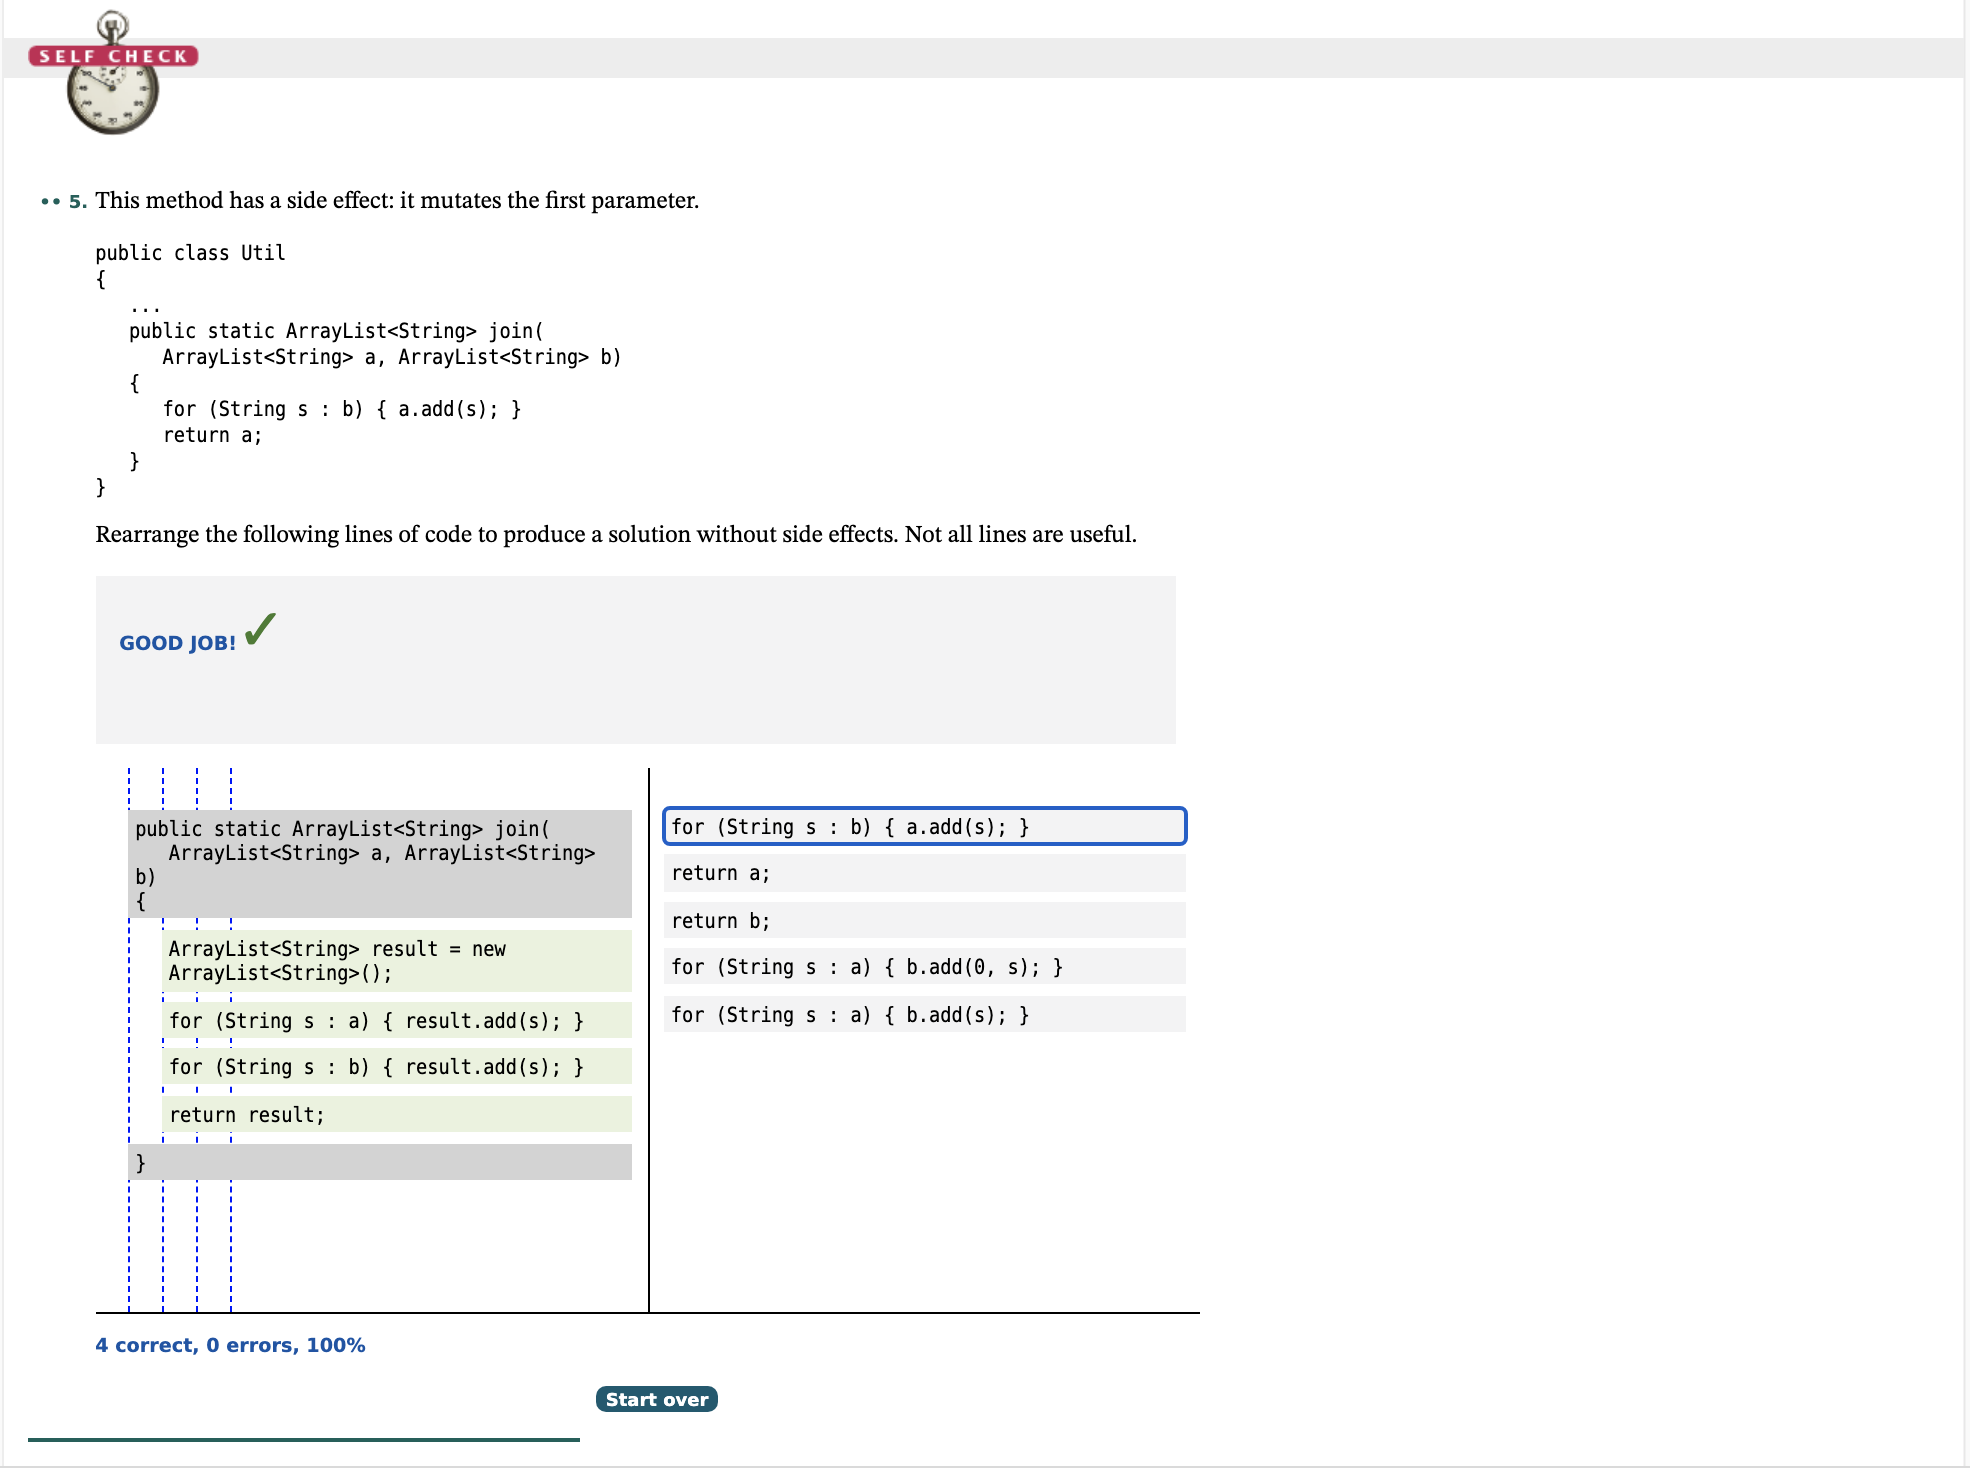 SELF CHECK
•• 5. This method has a side effect: it mutates the first parameter.
public class Util
{
   ...
   public static ArrayList<String> join(
      ArrayList<String> a, ArrayList<String> b)
   {
      for (String s : b) { a.add(s); }
      return a;
   }
}
Rearrange the following lines of code to produce a solution without side effects. Not all lines are useful.
GOOD JOB! ✓
public static ArrayList<String> join(
   ArrayList<String> a, ArrayList<String>
b)
{
ArrayList<String> result = new
ArrayList<String>();
for (String s : a) { result.add(s); }
for (String s : b) { result.add(s); }
return result;
}
for (String s : b) { a.add(s); }
return a;
return b;
for (String s : a) { b.add(0, s); }
for (String s : a) { b.add(s); }
4 correct, 0 errors, 100%
Start over